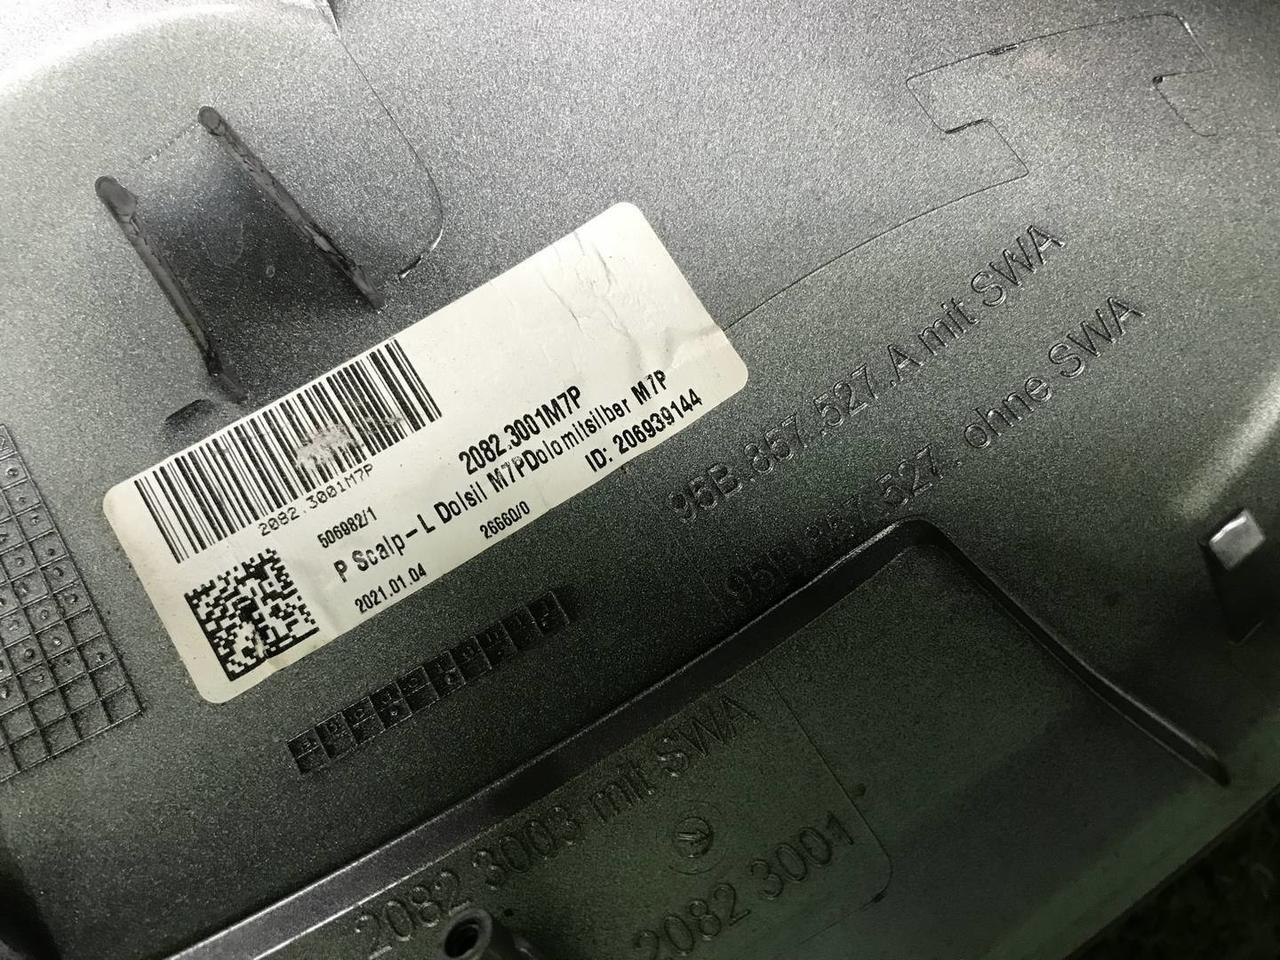 2082.3001M7P
506982/1
2082.3001M7P
P Scalp-L Dolsil M7PDolomitsilber M7P
2021.01.04
26660/0
ID: 206939144
95B.857.527.A mit SWA
95B.857.527. ohne SWA
2082 3003 mit SWA
2082 3001